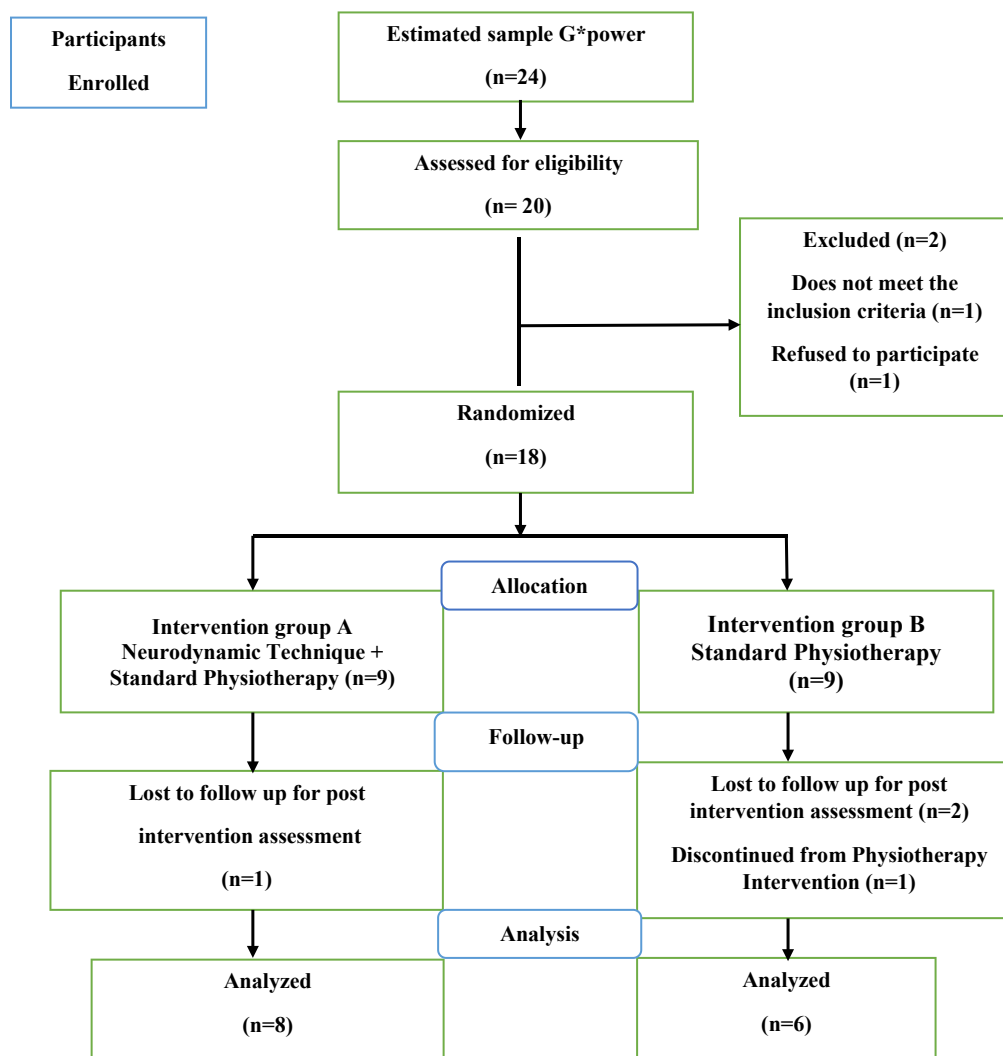 Participants
Enrolled
Estimated sample G*power
(n=24)
Assessed for eligibility
(n= 20)
Excluded (n=2)
Does not meet the
inclusion criteria (n=1)
Refused to participate
(n=1)
Randomized
(n=18)
Allocation
Intervention group A
Neurodynamic Technique +
Standard Physiotherapy (n=9)
Intervention group B
Standard Physiotherapy
(n=9)
Follow-up
Lost to follow up for post
intervention assessment
(n=1)
Lost to follow up for post
intervention assessment (n=2)
Discontinued from Physiotherapy
Intervention (n=1)
Analysis
Analyzed
(n=8)
Analyzed
(n=6)